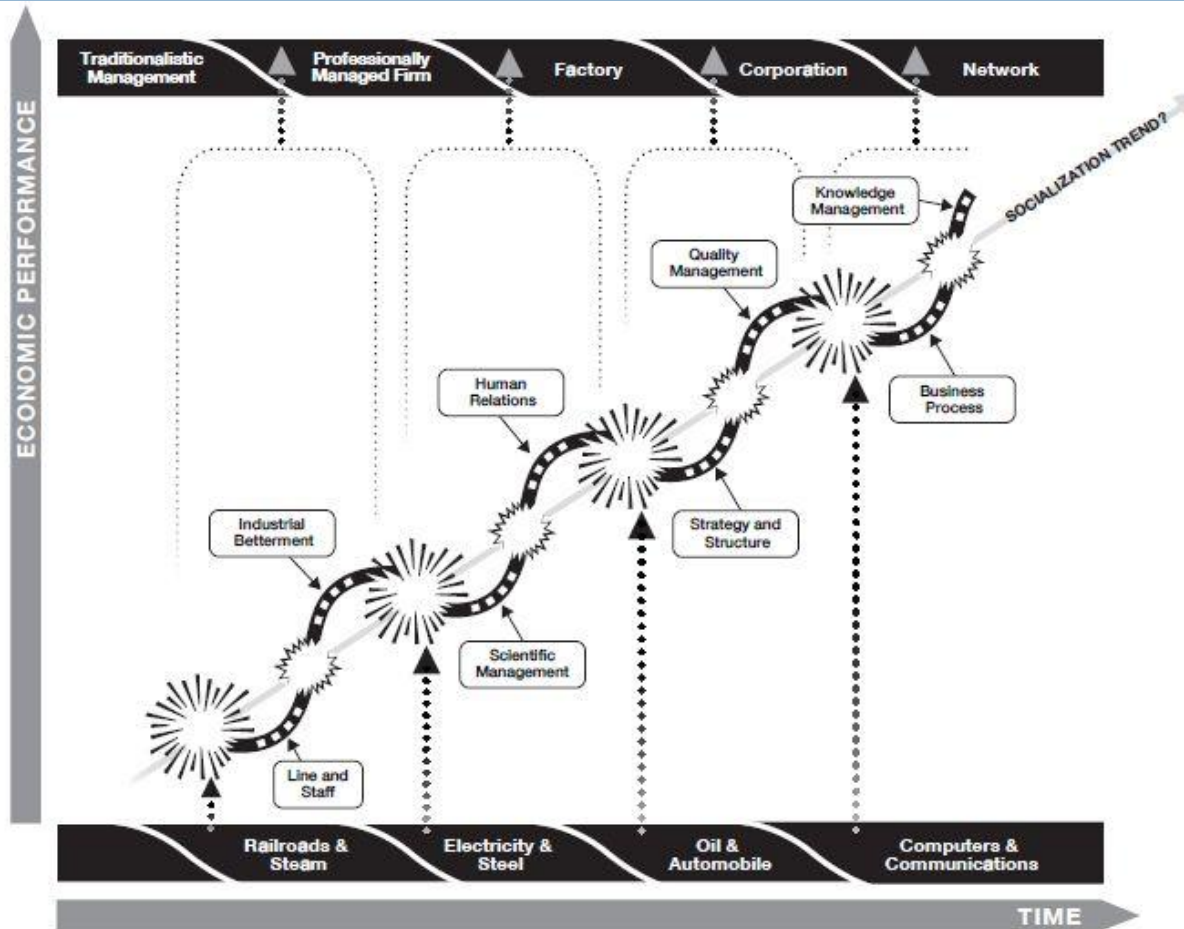 Traditionalistic
Management
Professionally
Managed Firm
Factory
Corporation
Network
ECONOMIC PERFORMANCE
SOCIALIZATION TREND?
Knowledge
Management
Quality
Management
Business
Process
Human
Relations
Strategy and
Structure
Industrial
Betterment
Scientific
Management
Line and
Staff
Railroads &
Steam
Electricity &
Steel
Oil &
Automobile
Computers &
Communications
TIME